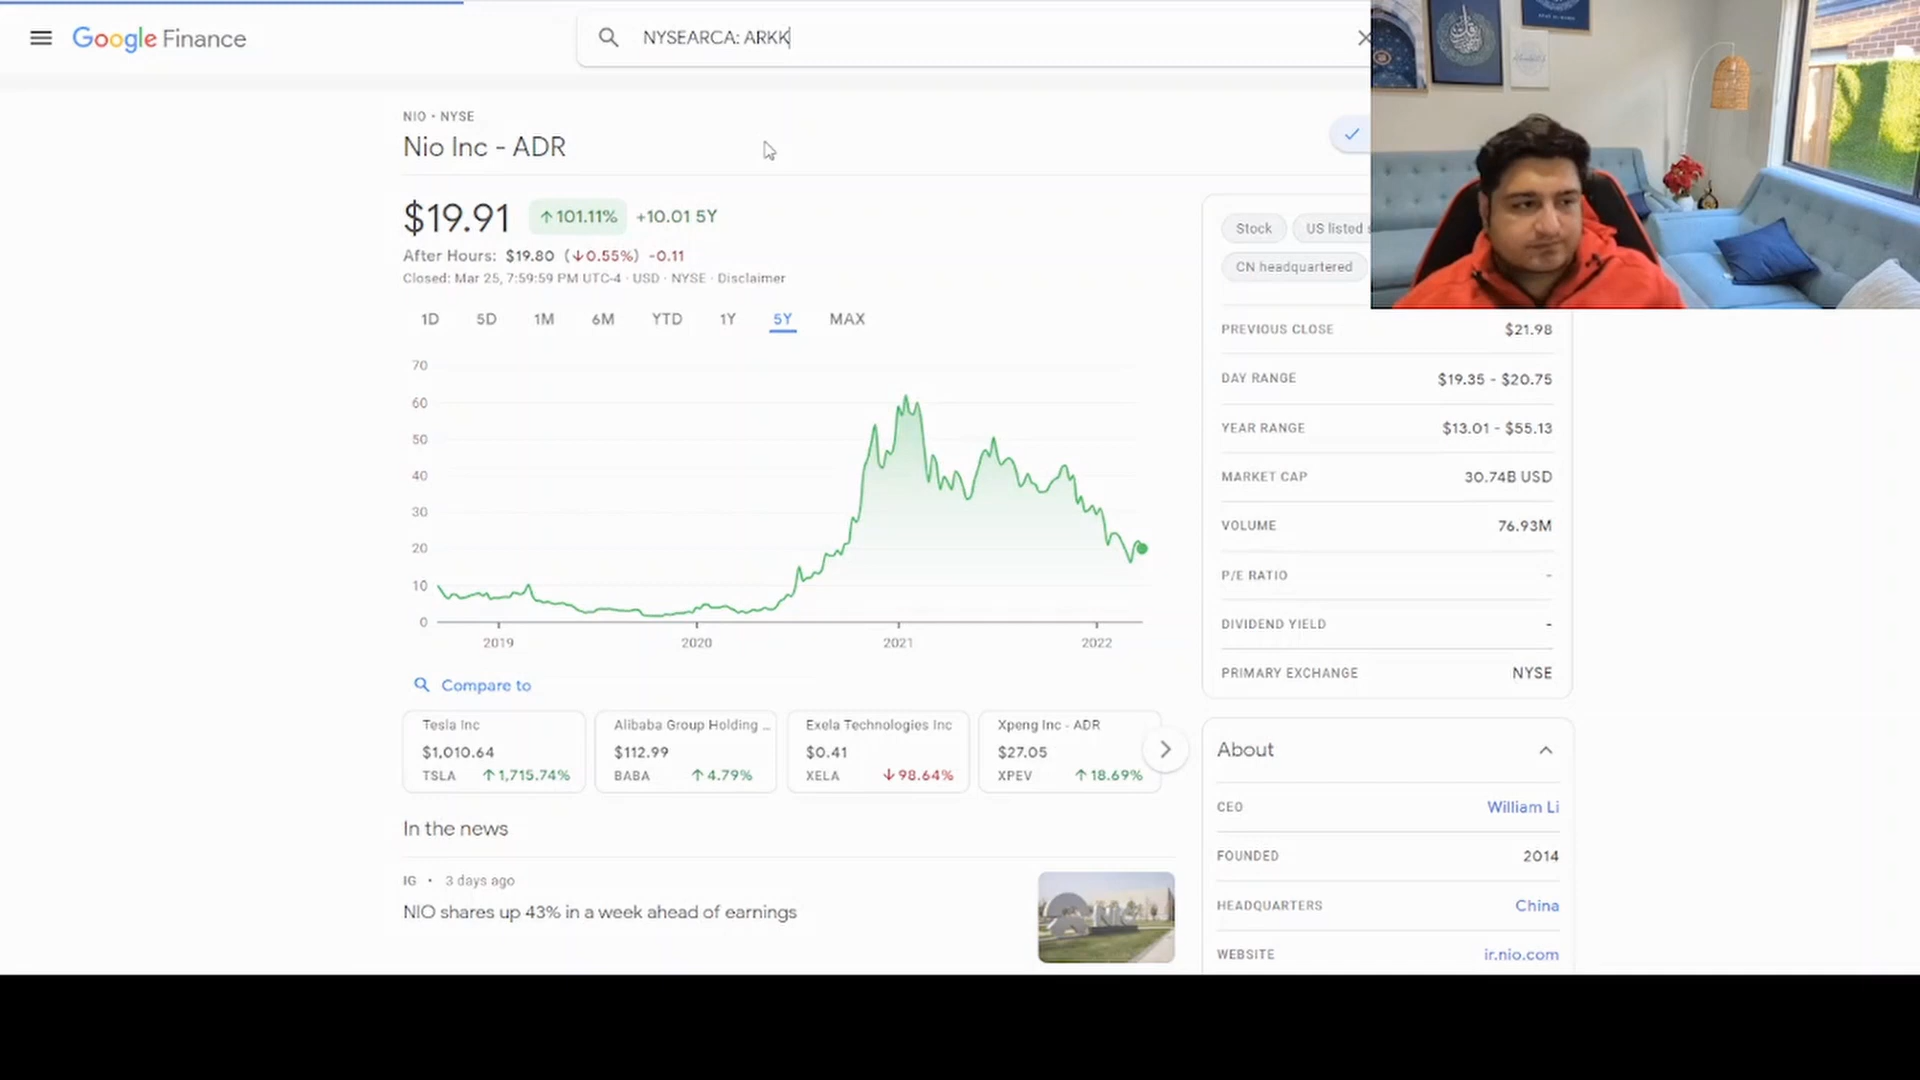 Google Finance
NYSEARCA: ARKK
NIO • NYSE
Nio Inc - ADR
$19.91 ↑101.11% +10.01 5Y
After Hours: $19.80 (↓0.55%) -0.11
Closed: Mar 25, 7:59:59 PM UTC-4 · USD · NYSE · Disclaimer
1D 5D 1M 6M YTD 1Y 5Y MAX
70
60
50
40
30
20
10
0
2019 2020 2021 2022
Compare to
Tesla Inc
$1,010.64
TSLA ↑1,715.74%
Alibaba Group Holding ...
$112.99
BABA ↑4.79%
Exela Technologies Inc
$0.41
XELA ↓98.64%
Xpeng Inc - ADR
$27.05
XPEV ↑18.69%
In the news
IG • 3 days ago
NIO shares up 43% in a week ahead of earnings
NIO
Stock
US listed
CN headquartered
PREVIOUS CLOSE $21.98
DAY RANGE $19.35 - $20.75
YEAR RANGE $13.01 - $55.13
MARKET CAP 30.74B USD
VOLUME 76.93M
P/E RATIO -
DIVIDEND YIELD -
PRIMARY EXCHANGE NYSE
About
CEO William Li
FOUNDED 2014
HEADQUARTERS China
WEBSITE ir.nio.com